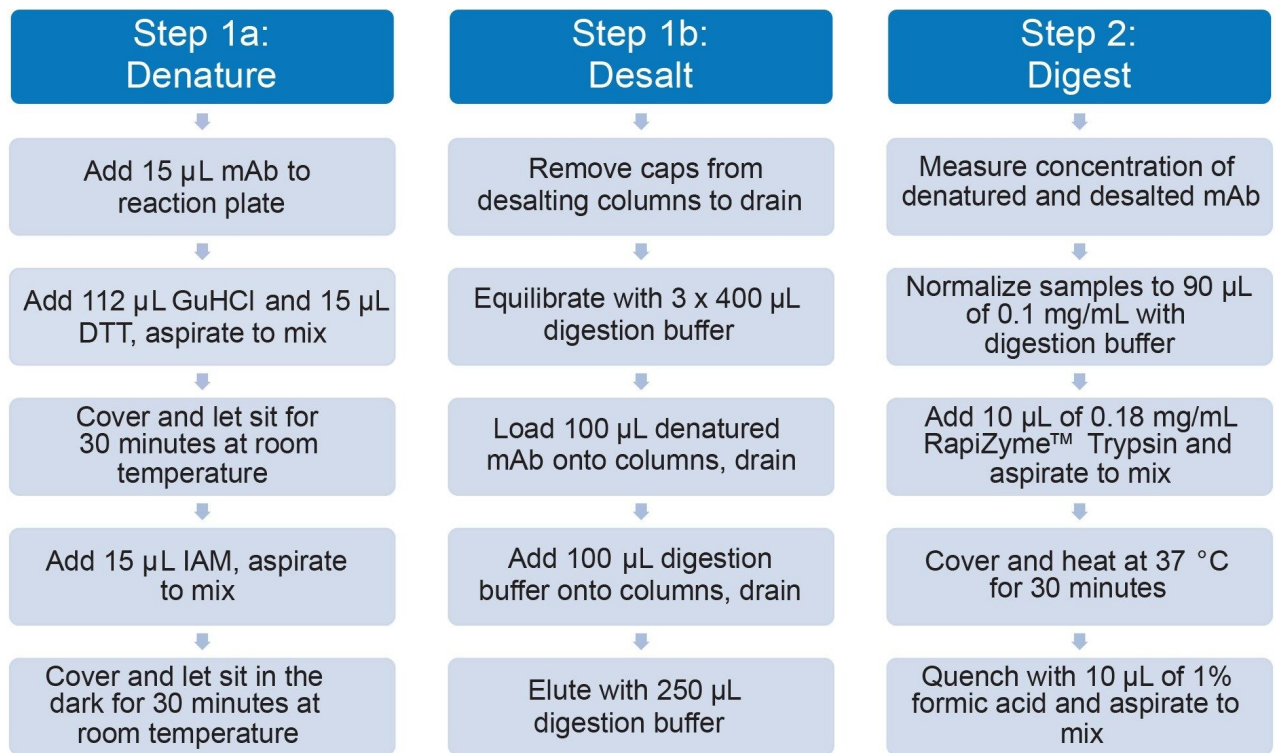 Step 1a:
Denature
Add 15 µL mAb to
reaction plate
Add 112 µL GuHCl and 15 µL
DTT, aspirate to mix
Cover and let sit for
30 minutes at room
temperature
Add 15 µL IAM, aspirate
to mix
Cover and let sit in the
dark for 30 minutes at
room temperature
Step 1b:
Desalt
Remove caps from
desalting columns to drain
Equilibrate with 3 x 400 µL
digestion buffer
Load 100 µL denatured
mAb onto columns, drain
Add 100 µL digestion
buffer onto columns, drain
Elute with 250 µL
digestion buffer
Step 2:
Digest
Measure concentration of
denatured and desalted mAb
Normalize samples to 90 µL
of 0.1 mg/mL with
digestion buffer
Add 10 µL of 0.18 mg/mL
RapiZyme™ Trypsin and
aspirate to mix
Cover and heat at 37 °C
for 30 minutes
Quench with 10 µL of 1%
formic acid and aspirate to
mix